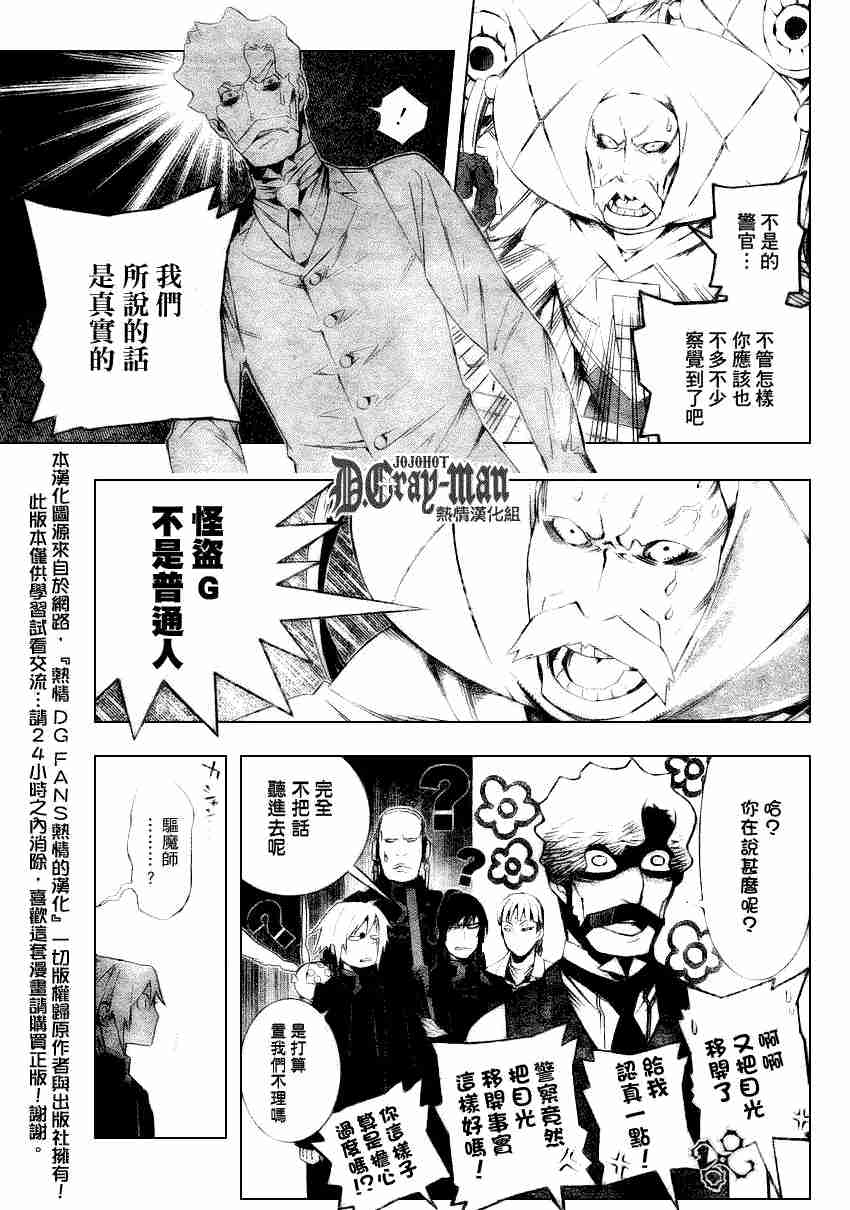 不是的
警官…
不管怎樣
你應該也
不多不少
察覺到了吧
！
我們
所說的話
是真實的
JOJOHOT
D.Gray-man
熱情漢化組
怪盜G
不是普通人
哈？
你在說甚麼呢？
啊啊
又把目光
移開了
給我
認真一點！
警察竟然
把目光
移開事實
這樣好嗎！
你這樣子
算是擔心
過度嗎！？
完全
不把話
聽進去呢
？
？
？
是打算
置我們不理嗎
驅魔師
………？
本漢化圖源來自於網路，『熱情DG FANS熱情的漢化』一切版權歸原作者與出版社擁有！
此版本僅供學習試看交流…請24小時之內消除，喜歡這套漫畫請購買正版！謝謝。